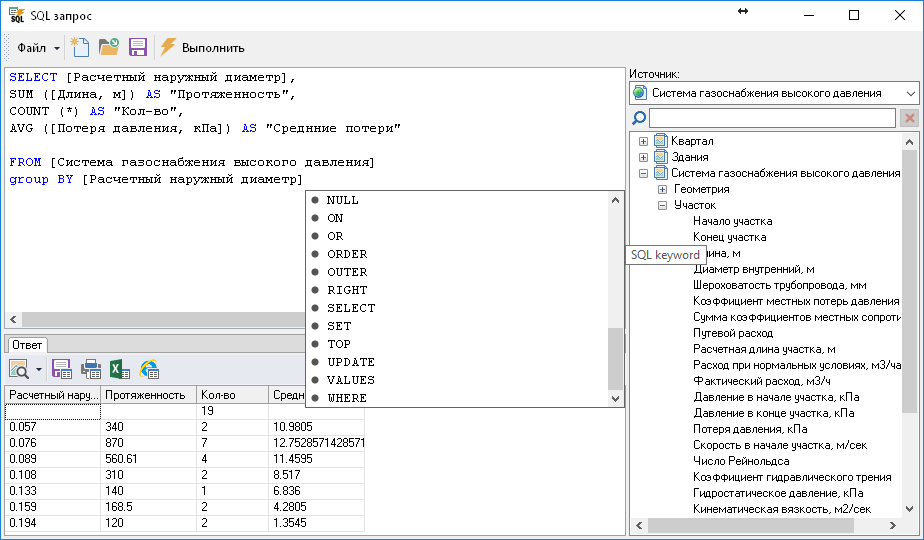 SQL запрос
Файл
Выполнить
SELECT [Расчетный наружный диаметр],
SUM ([Длина, м]) AS "Протяженность",
COUNT (*) AS "Кол-во",
AVG ([Потеря давления, кПа]) AS "Среднние потери"
FROM [Система газоснабжения высокого давления]
group BY [Расчетный наружный диаметр]
NULL
ON
OR
ORDER
OUTER
RIGHT
SELECT
SET
TOP
UPDATE
VALUES
WHERE
SQL keyword
Ответ
Расчетный нару... Протяженность Кол-во Средн
19
0.057 340 2 10.9805
0.076 870 7 12.7528571428571
0.089 560.61 4 11.4595
0.108 310 2 8.517
0.133 140 1 6.836
0.159 168.5 2 4.2805
0.194 120 2 1.3545
Источник:
Система газоснабжения высокого давления
Квартал
Здания
Система газоснабжения высокого давления
Геометрия
Участок
Начало участка
Конец участка
лина, м
Диаметр внутренний, м
Шероховатость трубопровода, мм
Коэффициент местных потерь давления
Сумма коэффициентов местных сопроти
Путевой расход
Расчетная длина участка, м
Расход при нормальных условиях, м3/ча
Фактический расход, м3/ч
Давление в начале участка, кПа
Давление в конце участка, кПа
Потеря давления, кПа
Скорость в начале участка, м/сек
Число Рейнольдса
Коэффициент гидравлического трения
Гидростатическое давление, кПа
Кинематическая вязкость, м2/сек